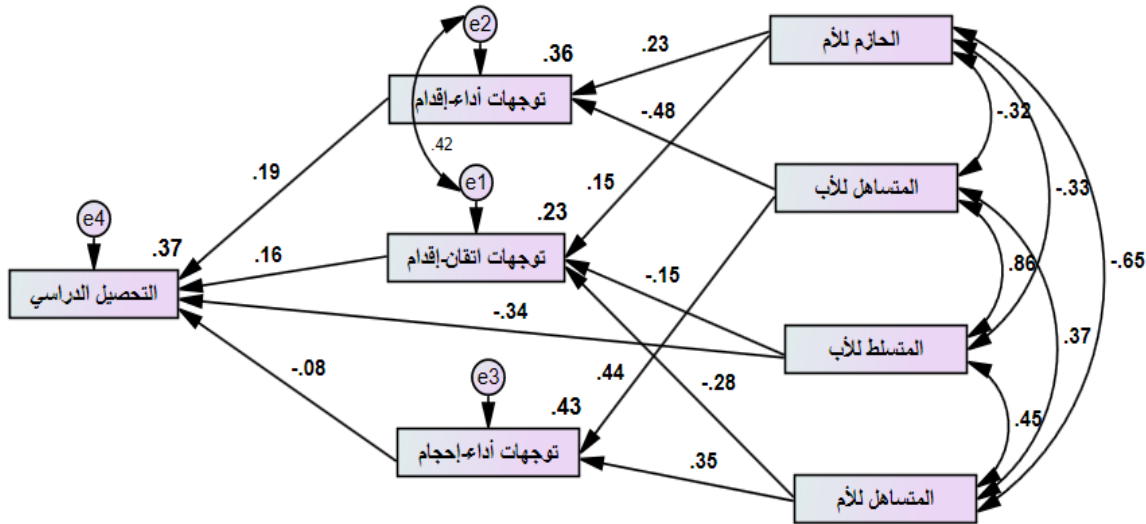 e2
الحازم للأم
.36
.23
توجهات أداء-إقدام
-.32
-.48
.42
.19
e1
.15
المتساهل للأب
-.33
e4
.23
.37
.16
توجهات اتقان-إقدام
-.15
.86
-.65
التحصيل الدراسي
-.34
المتسلط للأب
.37
-.08
e3
.44
-.28
.43
.45
توجهات أداء-إحجام
.35
المتساهل للأم